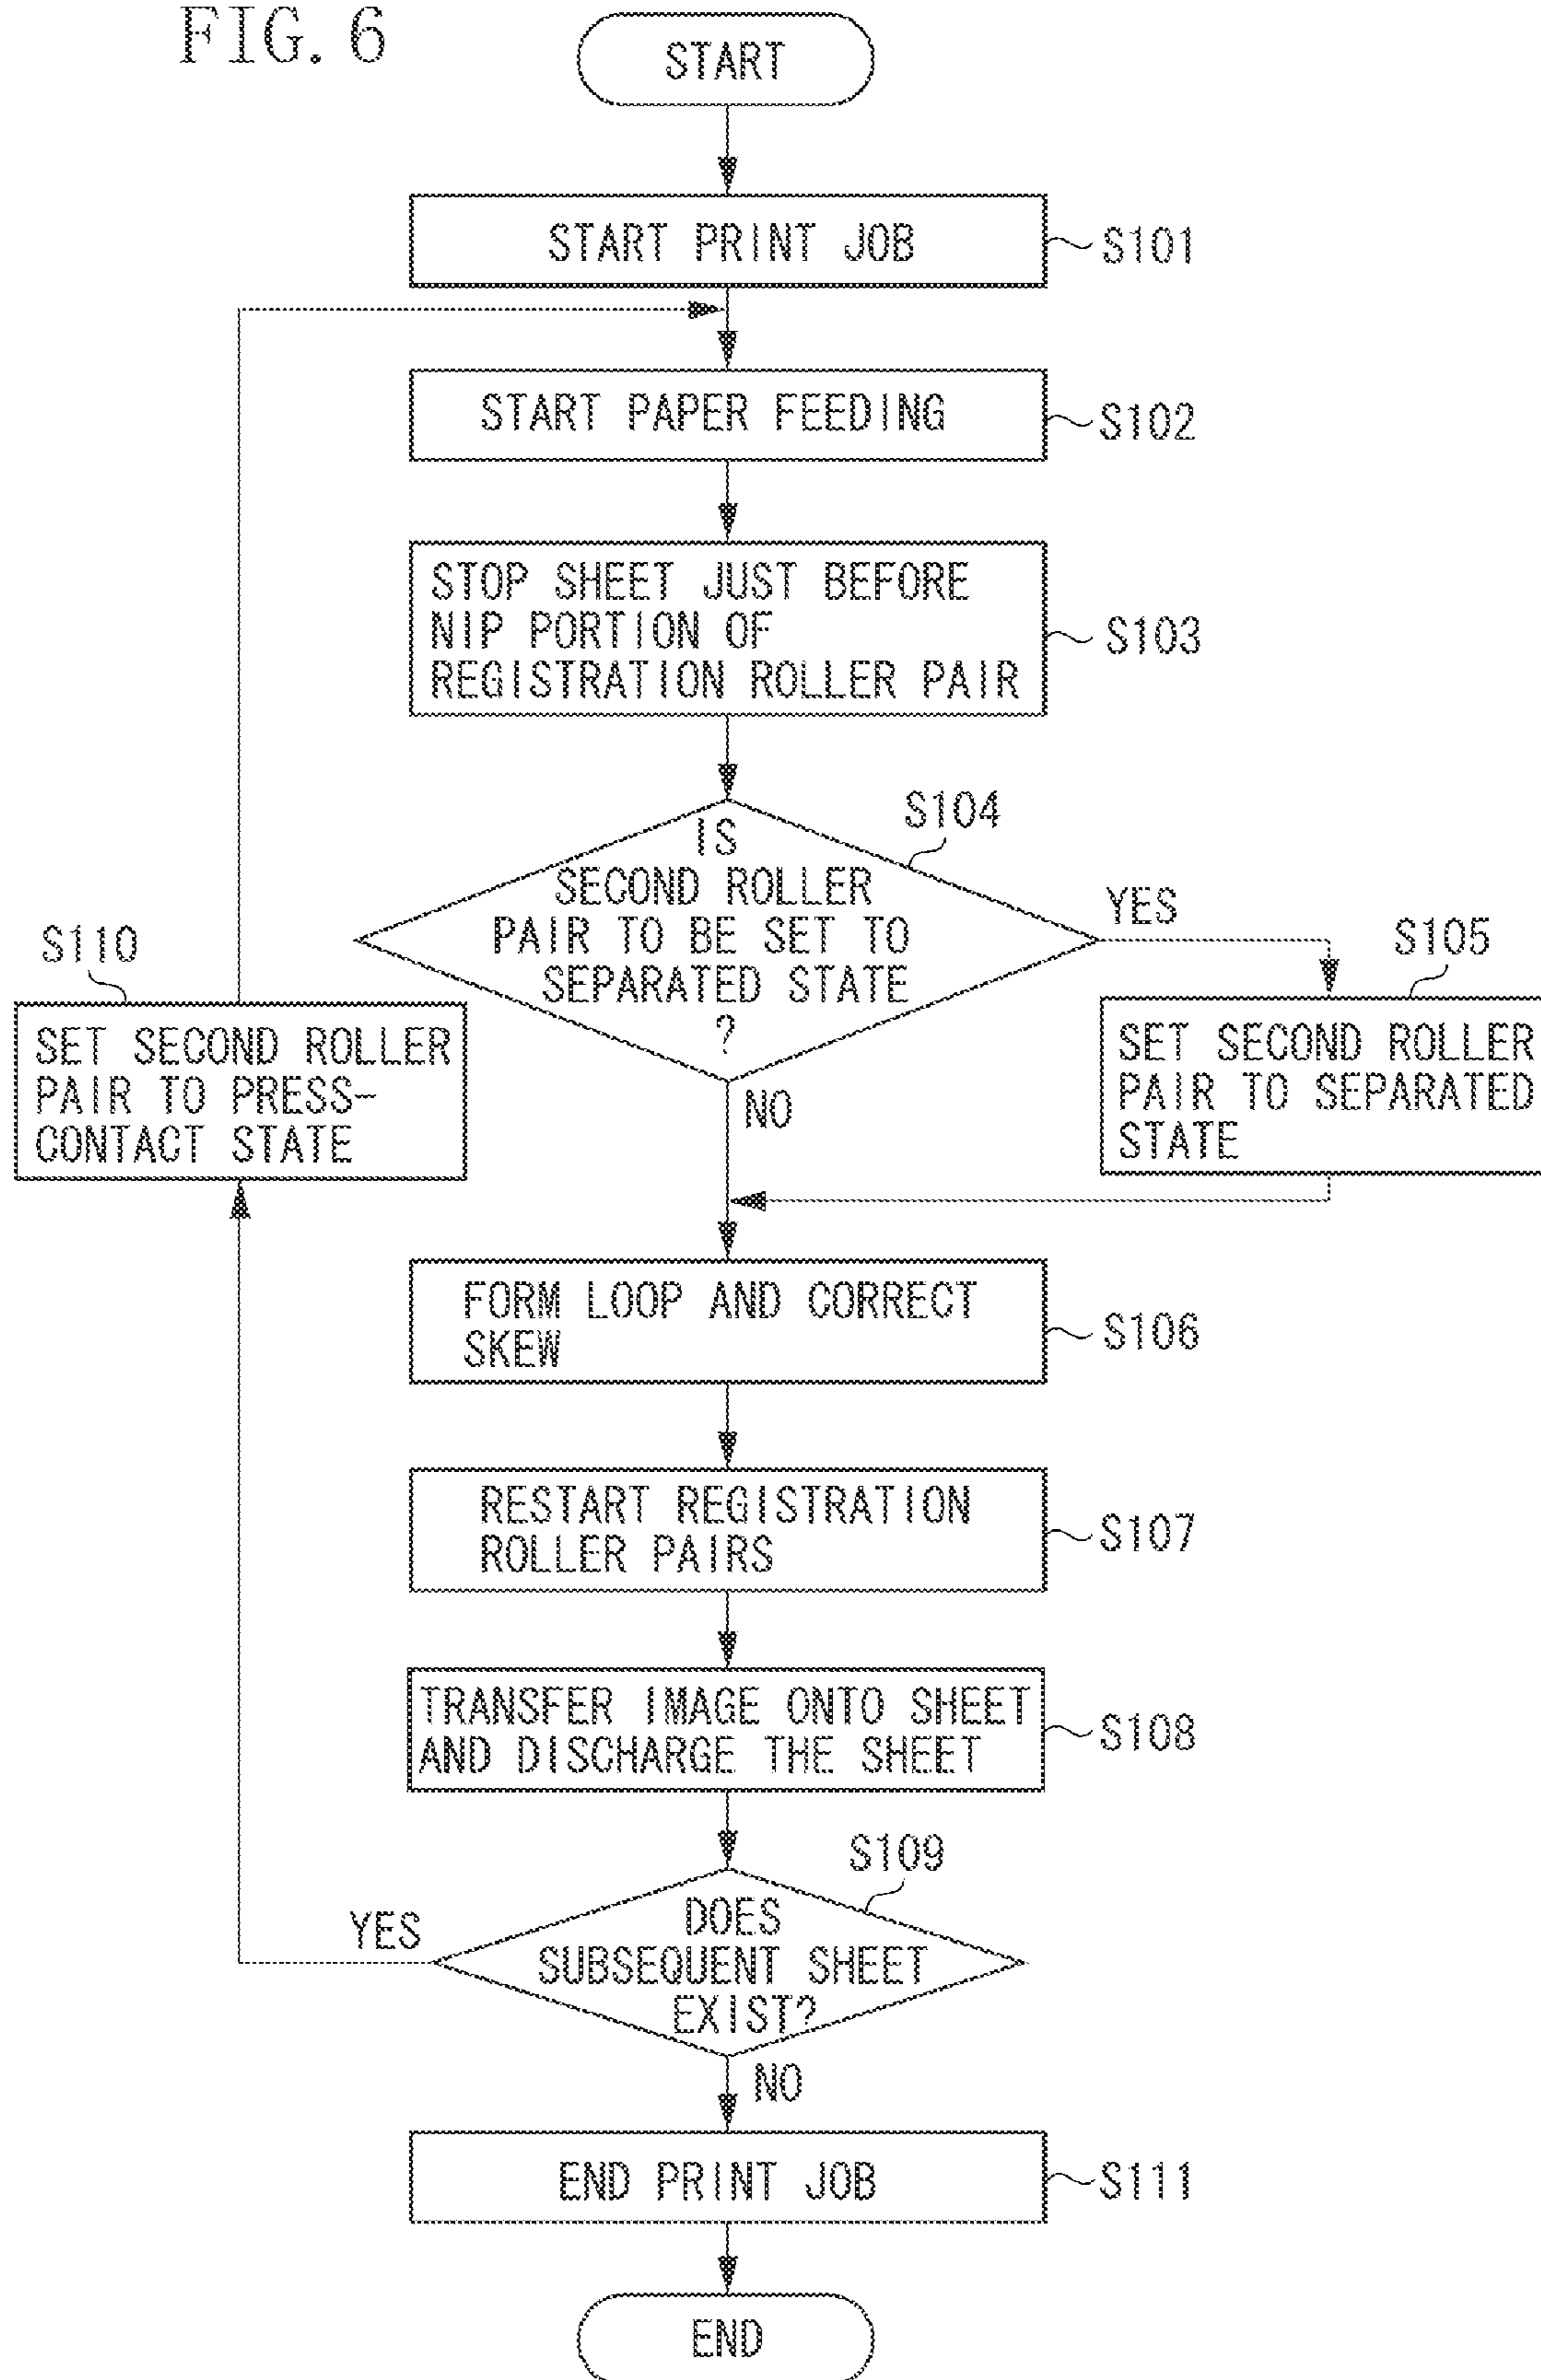 FIG. 6
START
START PRINT JOB
S101
START PAPER FEEDING
S102
STOP SHEET JUST BEFORE
NIP PORTION OF
REGISTRATION ROLLER PAIR
S103
S104
IS
SECOND ROLLER
PAIR TO BE SET TO
SEPARATED STATE
?
YES
NO
S105
SET SECOND ROLLER
PAIR TO SEPARATED
STATE
S110
SET SECOND ROLLER
PAIR TO PRESS-
CONTACT STATE
FORM LOOP AND CORRECT
SKEW
S106
RESTART REGISTRATION
ROLLER PAIRS
S107
TRANSFER IMAGE ONTO SHEET
AND DISCHARGE THE SHEET
S108
S109
DOES
SUBSEQUENT SHEET
EXIST?
YES
NO
END PRINT JOB
S111
END